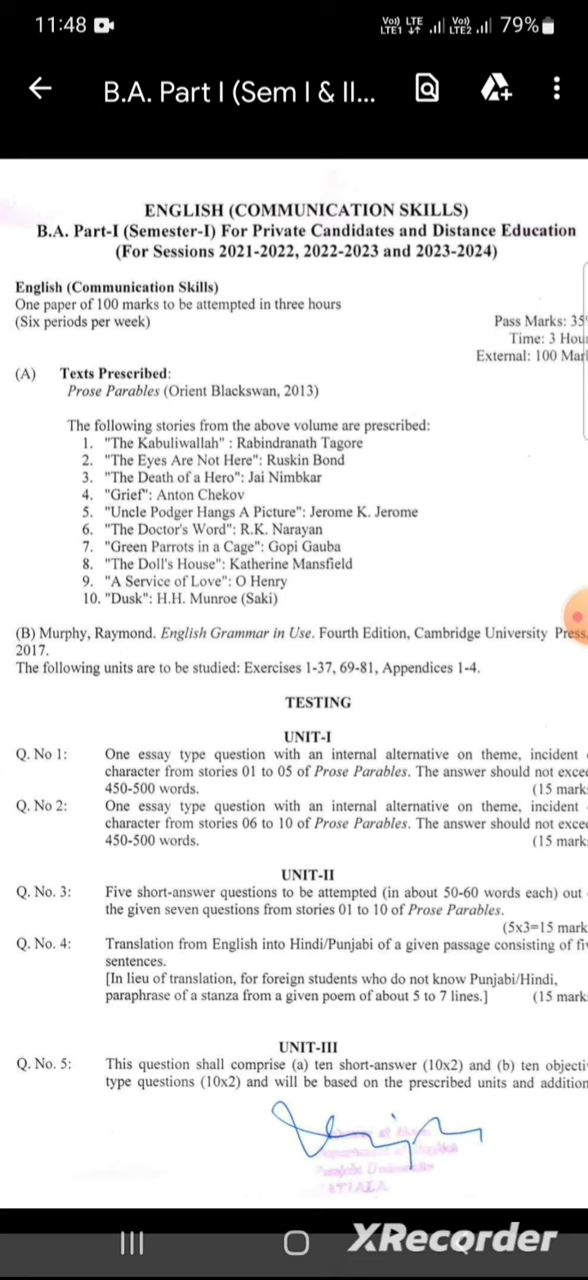 11:48
Vo) LTE Vo)
LTE1 LTE2 79%
B.A. Part I (Sem I & II...
ENGLISH (COMMUNICATION SKILLS)
B.A. Part-I (Semester-I) For Private Candidates and Distance Education
(For Sessions 2021-2022, 2022-2023 and 2023-2024)
English (Communication Skills)
One paper of 100 marks to be attempted in three hours
(Six periods per week)
Pass Marks: 35
Time: 3 Hou
External: 100 Mar
(A) Texts Prescribed:
Prose Parables (Orient Blackswan, 2013)
The following stories from the above volume are prescribed:
1. "The Kabuliwallah" : Rabindranath Tagore
2. "The Eyes Are Not Here": Ruskin Bond
3. "The Death of a Hero": Jai Nimbkar
4. "Grief": Anton Chekov
5. "Uncle Podger Hangs A Picture": Jerome K. Jerome
6. "The Doctor's Word": R.K. Narayan
7. "Green Parrots in a Cage": Gopi Gauba
8. "The Doll's House": Katherine Mansfield
9. "A Service of Love": O Henry
10. "Dusk": H.H. Munroe (Saki)
(B) Murphy, Raymond. English Grammar in Use. Fourth Edition, Cambridge University Press,
2017.
The following units are to be studied: Exercises 1-37, 69-81, Appendices 1-4.
TESTING
UNIT-I
Q. No 1: One essay type question with an internal alternative on theme, incident
character from stories 01 to 05 of Prose Parables. The answer should not excee
450-500 words. (15 mark
Q. No 2: One essay type question with an internal alternative on theme, incident
character from stories 06 to 10 of Prose Parables. The answer should not excee
450-500 words. (15 mark
UNIT-II
Q. No. 3: Five short-answer questions to be attempted (in about 50-60 words each) out
the given seven questions from stories 01 to 10 of Prose Parables.
(5x3=15 mark
Q. No. 4: Translation from English into Hindi/Punjabi of a given passage consisting of fi
sentences.
[In lieu of translation, for foreign students who do not know Punjabi/Hindi,
paraphrase of a stanza from a given poem of about 5 to 7 lines.] (15 mark
UNIT-III
Q. No. 5: This question shall comprise (a) ten short-answer (10x2) and (b) ten objecti
type questions (10x2) and will be based on the prescribed units and addition
XRecorder